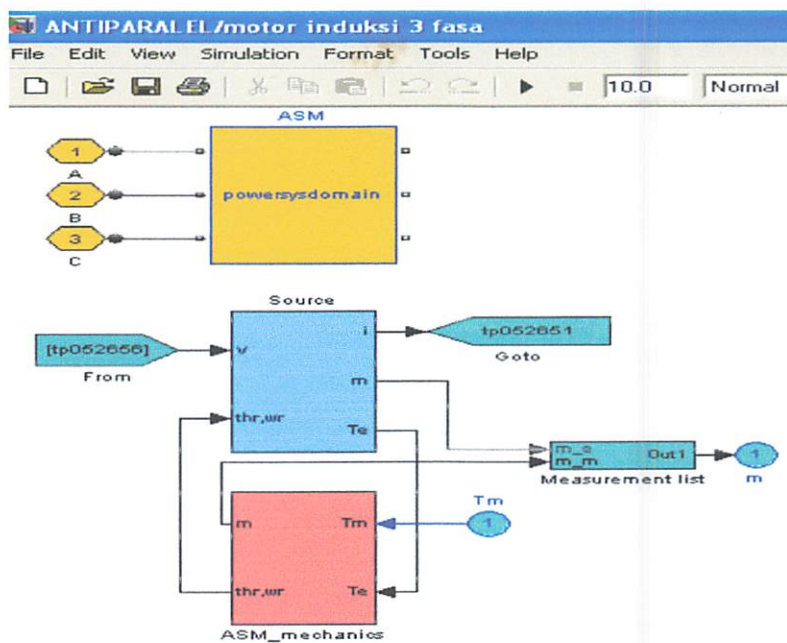 ANTIPARALEL/motor induksi 3 fasa
File Edit View Simulation Format Tools Help
10.0 Normal
ASM
1
A
2
B
3
C
powersysdomain
Source
[tp052656]
From
v
i
m
thr,wr
Te
tp052651
Goto
m_e
m_m
Out1
Measurement list
1
m
Tm
1
m
Tm
thr,wr
Te
ASM_mechanics